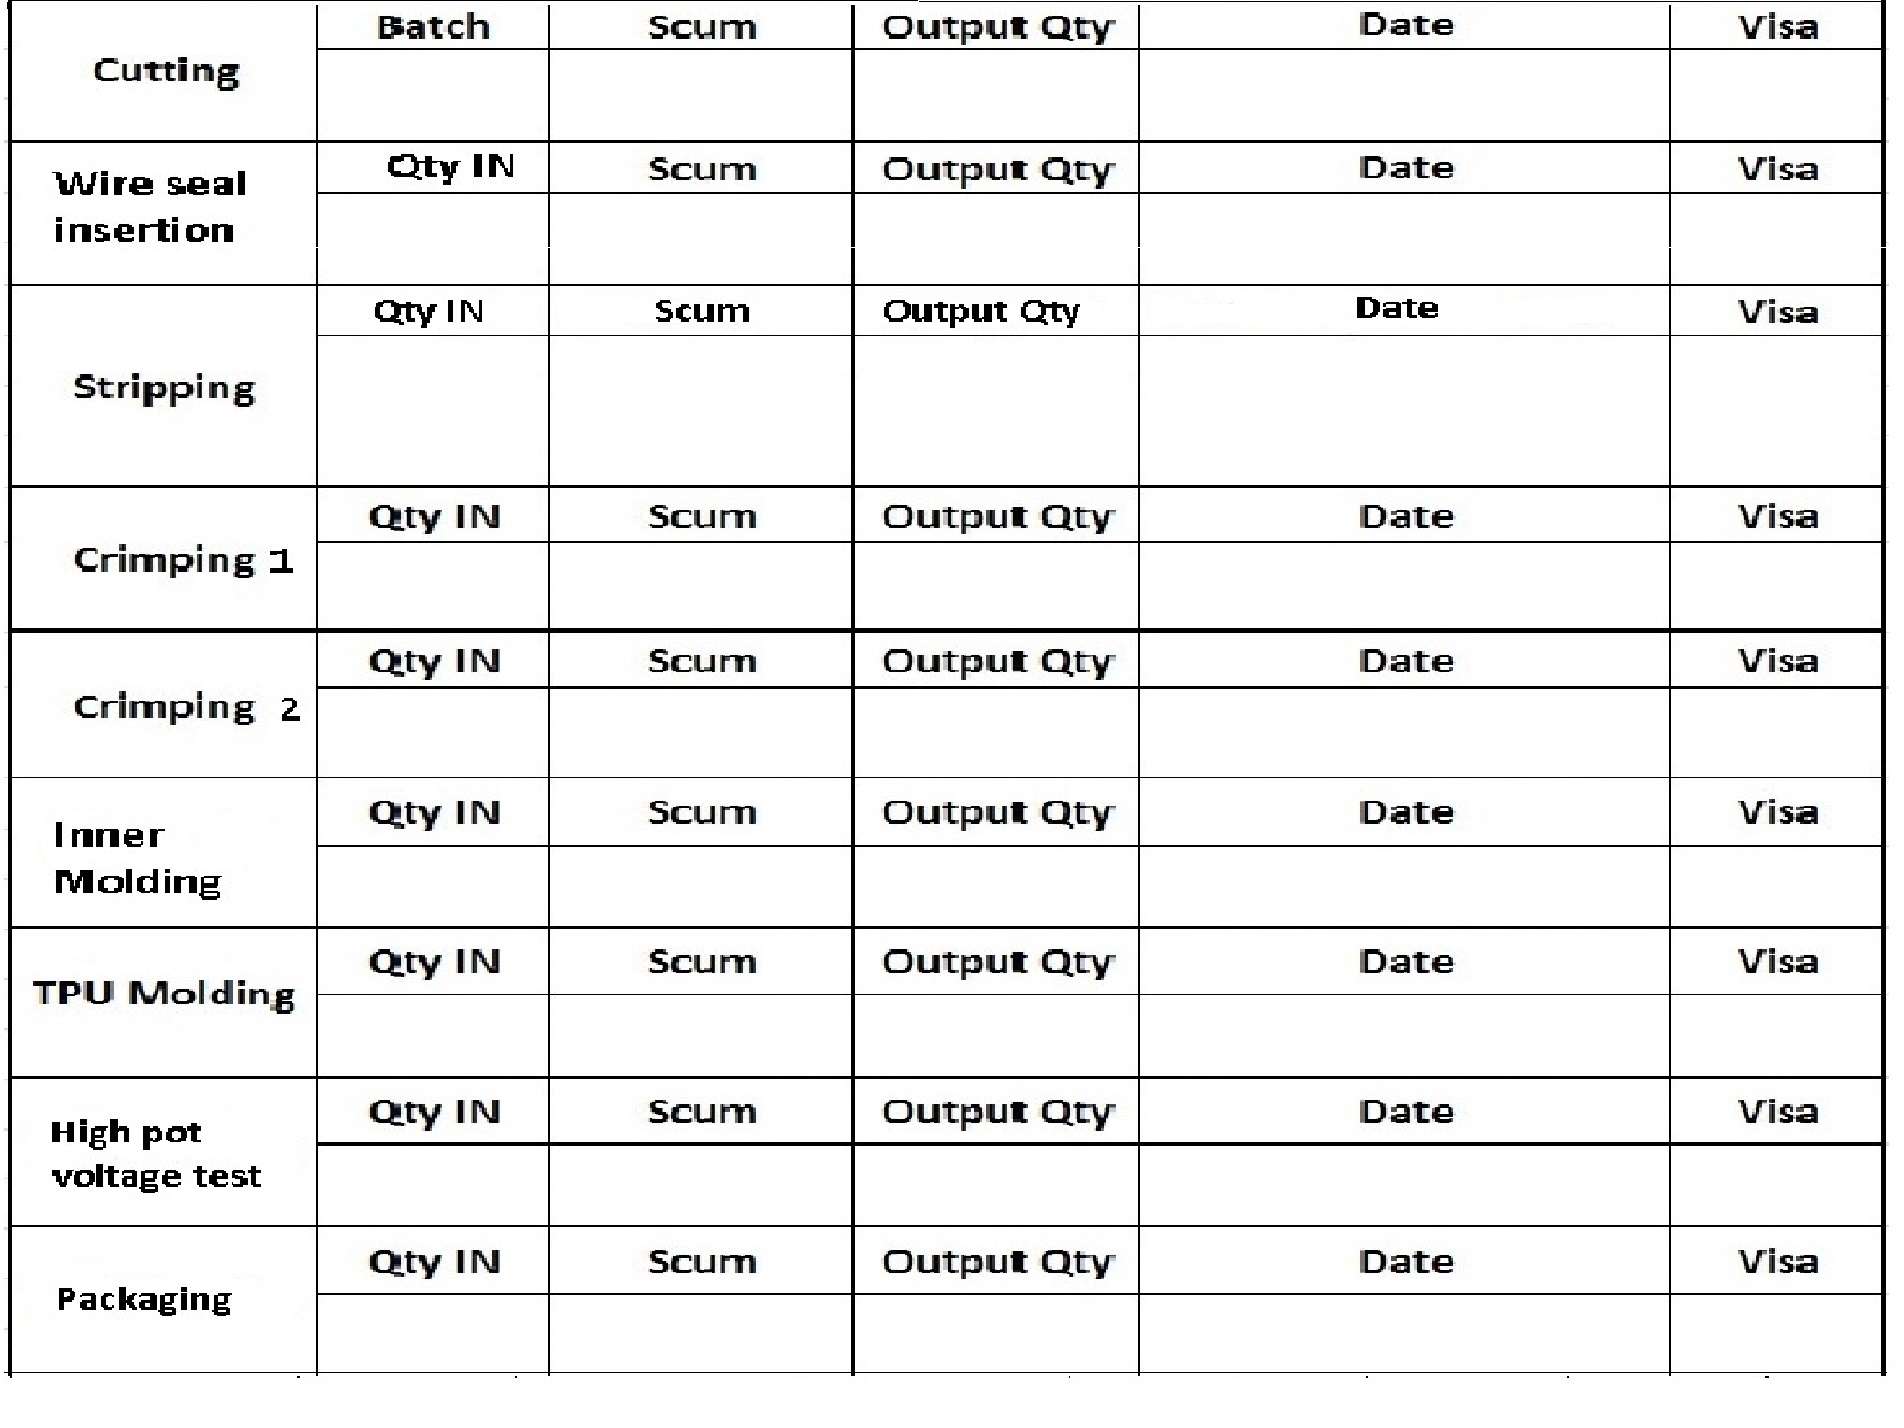 Batch Scum Output Qty Date Visa
Cutting
Qty IN Scum Output Qty Date Visa
Wire seal
insertion
Qty IN Scum Output Qty Date Visa
Stripping
Qty IN Scum Output Qty Date Visa
Crimping 1
Qty IN Scum Output Qty Date Visa
Crimping 2
Qty IN Scum Output Qty Date Visa
Inner
Molding
Qty IN Scum Output Qty Date Visa
TPU Molding
Qty IN Scum Output Qty Date Visa
High pot
voltage test
Qty IN Scum Output Qty Date Visa
Packaging